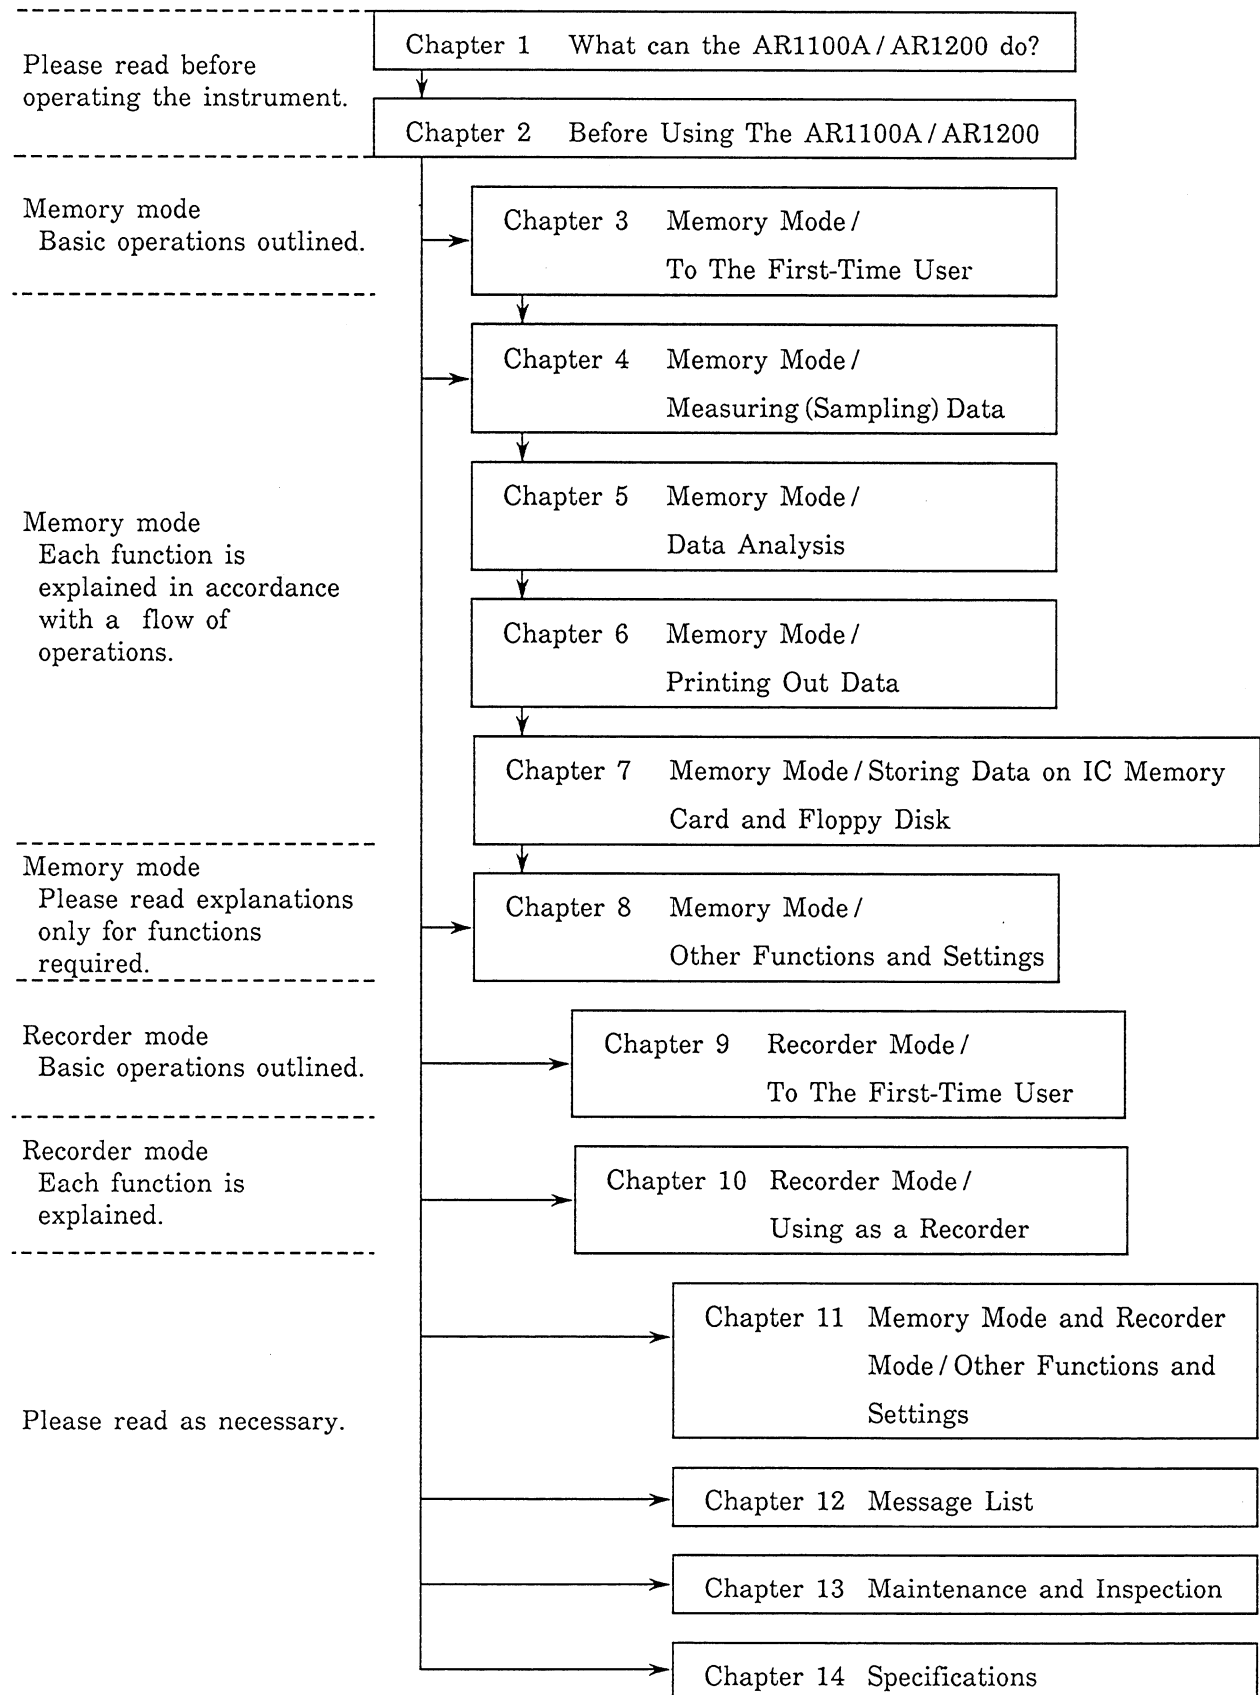 Please read before
operating the instrument.
Chapter 1 What can the AR1100A/AR1200 do?
Chapter 2 Before Using The AR1100A/AR1200
Memory mode
Basic operations outlined.
Chapter 3 Memory Mode/
To The First-Time User
Memory mode
Each function is
explained in accordance
with a flow of
operations.
Chapter 4 Memory Mode/
Measuring (Sampling) Data
Chapter 5 Memory Mode/
Data Analysis
Chapter 6 Memory Mode/
Printing Out Data
Chapter 7 Memory Mode/Storing Data on IC Memory
Card and Floppy Disk
Memory mode
Please read explanations
only for functions
required.
Chapter 8 Memory Mode/
Other Functions and Settings
Recorder mode
Basic operations outlined.
Chapter 9 Recorder Mode/
To The First-Time User
Recorder mode
Each function is
explained.
Chapter 10 Recorder Mode/
Using as a Recorder
Please read as necessary.
Chapter 11 Memory Mode and Recorder
Mode/Other Functions and
Settings
Chapter 12 Message List
Chapter 13 Maintenance and Inspection
Chapter 14 Specifications